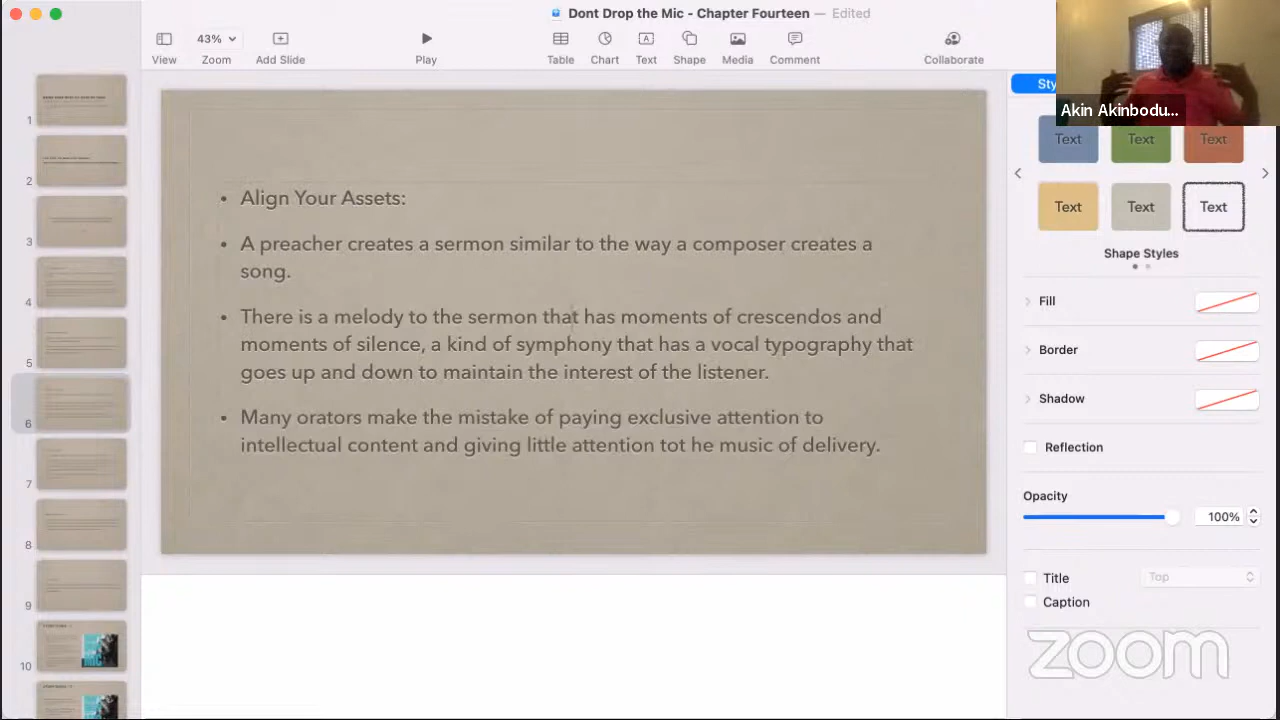 Dont Drop the Mic - Chapter Fourteen — Edited
43%
View
Zoom
Add Slide
Play
Table
Chart
Text
Shape
Media
Comment
Collaborate
Akin Akinbodu...
1
2
3
4
5
6
7
8
9
10
• Align Your Assets:
• A preacher creates a sermon similar to the way a composer creates a
song.
• There is a melody to the sermon that has moments of crescendos and
moments of silence, a kind of symphony that has a vocal typography that
goes up and down to maintain the interest of the listener.
• Many orators make the mistake of paying exclusive attention to
intellectual content and giving little attention tot he music of delivery.
Text
Text
Text
Text
Text
Text
Shape Styles
Fill
Border
Shadow
Reflection
Opacity
100%
Title
Top
Caption
zoom